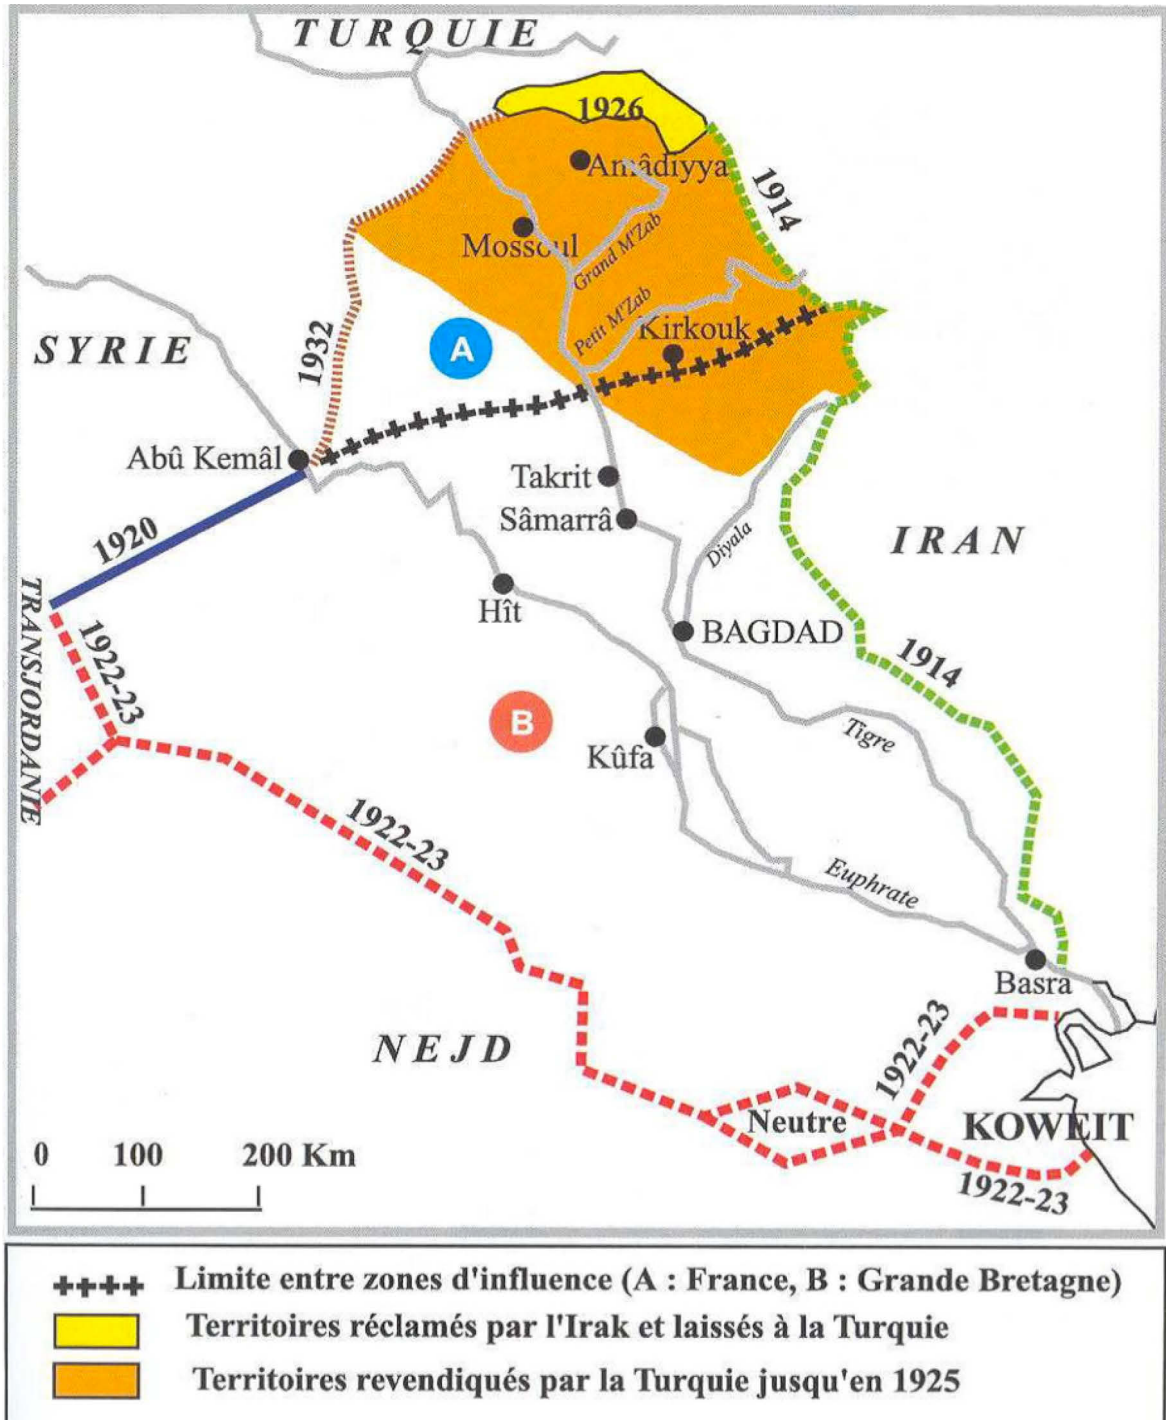 TURQUIE
1926
Amâdiyya
1914
Mossoul
Grand M'Zab
Petit M'Zab
Kirkouk
SYRIE
A
1932
Abû Kemâl
Takrit
Sâmarrâ
1920
Diyala
IRAN
Hît
TRANSJORDANIE
BAGDAD
1922-23
1914
B
Kûfa
Tigre
1922-23
Euphrate
Basra
NEJD
1922-23
Neutre
KOWEIT
1922-23
0 100 200 Km
Limite entre zones d'influence (A : France, B : Grande Bretagne)
Territoires réclamés par l'Irak et laissés à la Turquie
Territoires revendiqués par la Turquie jusqu'en 1925